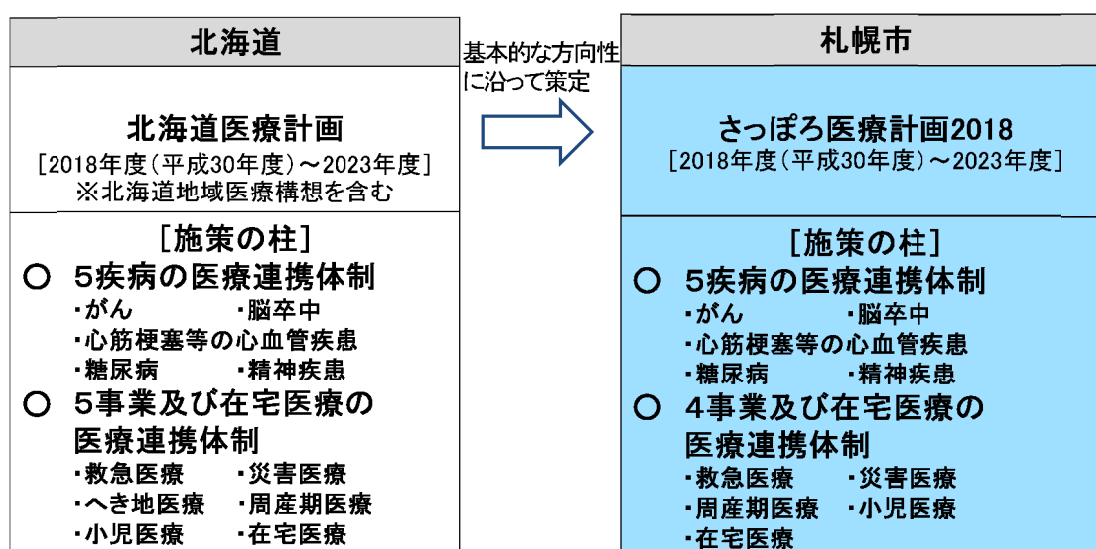 北海道
北海道医療計画
[2018年度(平成30年度)～2023年度]
※北海道地域医療構想を含む
[施策の柱]
○ 5疾病の医療連携体制
・がん ・脳卒中
・心筋梗塞等の心血管疾患
・糖尿病 ・精神疾患
○ 5事業及び在宅医療の
医療連携体制
・救急医療 ・災害医療
・へき地医療 ・周産期医療
・小児医療 ・在宅医療
基本的な方向性
に沿って策定
札幌市
さっぽろ医療計画2018
[2018年度(平成30年度)～2023年度]
[施策の柱]
○ 5疾病の医療連携体制
・がん ・脳卒中
・心筋梗塞等の心血管疾患
・糖尿病 ・精神疾患
○ 4事業及び在宅医療の
医療連携体制
・救急医療 ・災害医療
・周産期医療 ・小児医療
・在宅医療